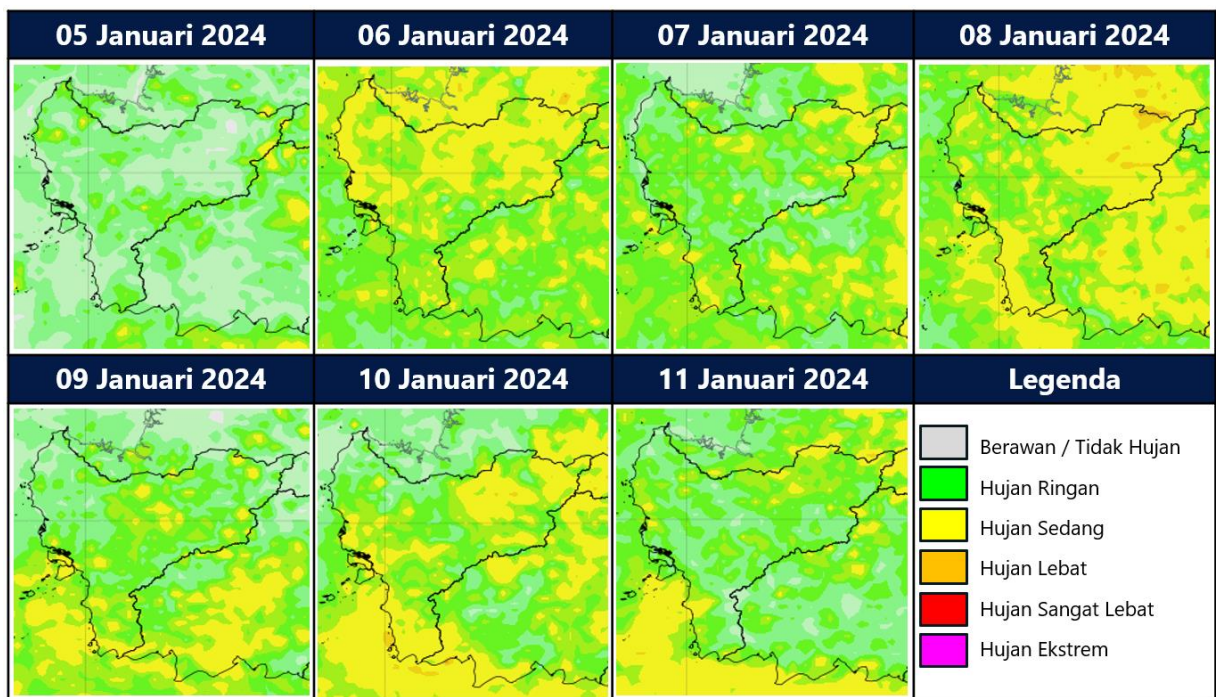 05 Januari 2024
06 Januari 2024
07 Januari 2024
08 Januari 2024
09 Januari 2024
10 Januari 2024
11 Januari 2024
Legenda
Berawan / Tidak Hujan
Hujan Ringan
Hujan Sedang
Hujan Lebat
Hujan Sangat Lebat
Hujan Ekstrem